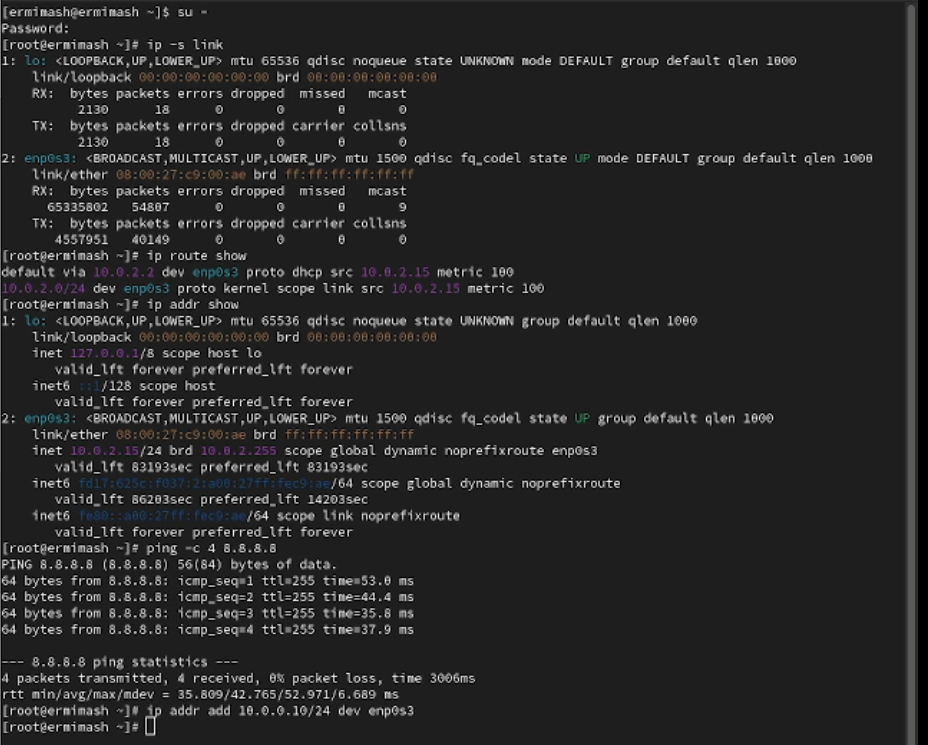 [ermimash@ermimash ~]$ su -
Password:
[root@ermimash ~]# ip -s link
1: lo: <LOOPBACK,UP,LOWER_UP> mtu 65536 qdisc noqueue state UNKNOWN mode DEFAULT group default qlen 1000
    link/loopback 00:00:00:00:00:00 brd 00:00:00:00:00:00
    RX:  bytes packets errors dropped  missed   mcast
          2130      18      0       0       0       0
    TX:  bytes packets errors dropped carrier collsns
          2130      18      0       0       0       0
2: enp0s3: <BROADCAST,MULTICAST,UP,LOWER_UP> mtu 1500 qdisc fq_codel state UP mode DEFAULT group default qlen 1000
    link/ether 08:00:27:c9:00:ae brd ff:ff:ff:ff:ff:ff
    RX:  bytes packets errors dropped  missed   mcast
      65335802   54807      0       0       0       9
    TX:  bytes packets errors dropped carrier collsns
       4557951   40149      0       0       0       0
[root@ermimash ~]# ip route show
default via 10.0.2.2 dev enp0s3 proto dhcp src 10.0.2.15 metric 100
10.0.2.0/24 dev enp0s3 proto kernel scope link src 10.0.2.15 metric 100
[root@ermimash ~]# ip addr show
1: lo: <LOOPBACK,UP,LOWER_UP> mtu 65536 qdisc noqueue state UNKNOWN group default qlen 1000
    link/loopback 00:00:00:00:00:00 brd 00:00:00:00:00:00
    inet 127.0.0.1/8 scope host lo
       valid_lft forever preferred_lft forever
    inet6 ::1/128 scope host
       valid_lft forever preferred_lft forever
2: enp0s3: <BROADCAST,MULTICAST,UP,LOWER_UP> mtu 1500 qdisc fq_codel state UP group default qlen 1000
    link/ether 08:00:27:c9:00:ae brd ff:ff:ff:ff:ff:ff
    inet 10.0.2.15/24 brd 10.0.2.255 scope global dynamic noprefixroute enp0s3
       valid_lft 83193sec preferred_lft 83193sec
    inet6 fd17:625c:f037:2:a00:27ff:fec9:ae/64 scope global dynamic noprefixroute
       valid_lft 86203sec preferred_lft 14203sec
    inet6 fe80::a00:27ff:fec9:ae/64 scope link noprefixroute
       valid_lft forever preferred_lft forever
[root@ermimash ~]# ping -c 4 8.8.8.8
PING 8.8.8.8 (8.8.8.8) 56(84) bytes of data.
64 bytes from 8.8.8.8: icmp_seq=1 ttl=255 time=53.0 ms
64 bytes from 8.8.8.8: icmp_seq=2 ttl=255 time=44.4 ms
64 bytes from 8.8.8.8: icmp_seq=3 ttl=255 time=35.8 ms
64 bytes from 8.8.8.8: icmp_seq=4 ttl=255 time=37.9 ms

--- 8.8.8.8 ping statistics ---
4 packets transmitted, 4 received, 0% packet loss, time 3006ms
rtt min/avg/max/mdev = 35.809/42.765/52.971/6.689 ms
[root@ermimash ~]# ip addr add 10.0.0.10/24 dev enp0s3
[root@ermimash ~]#